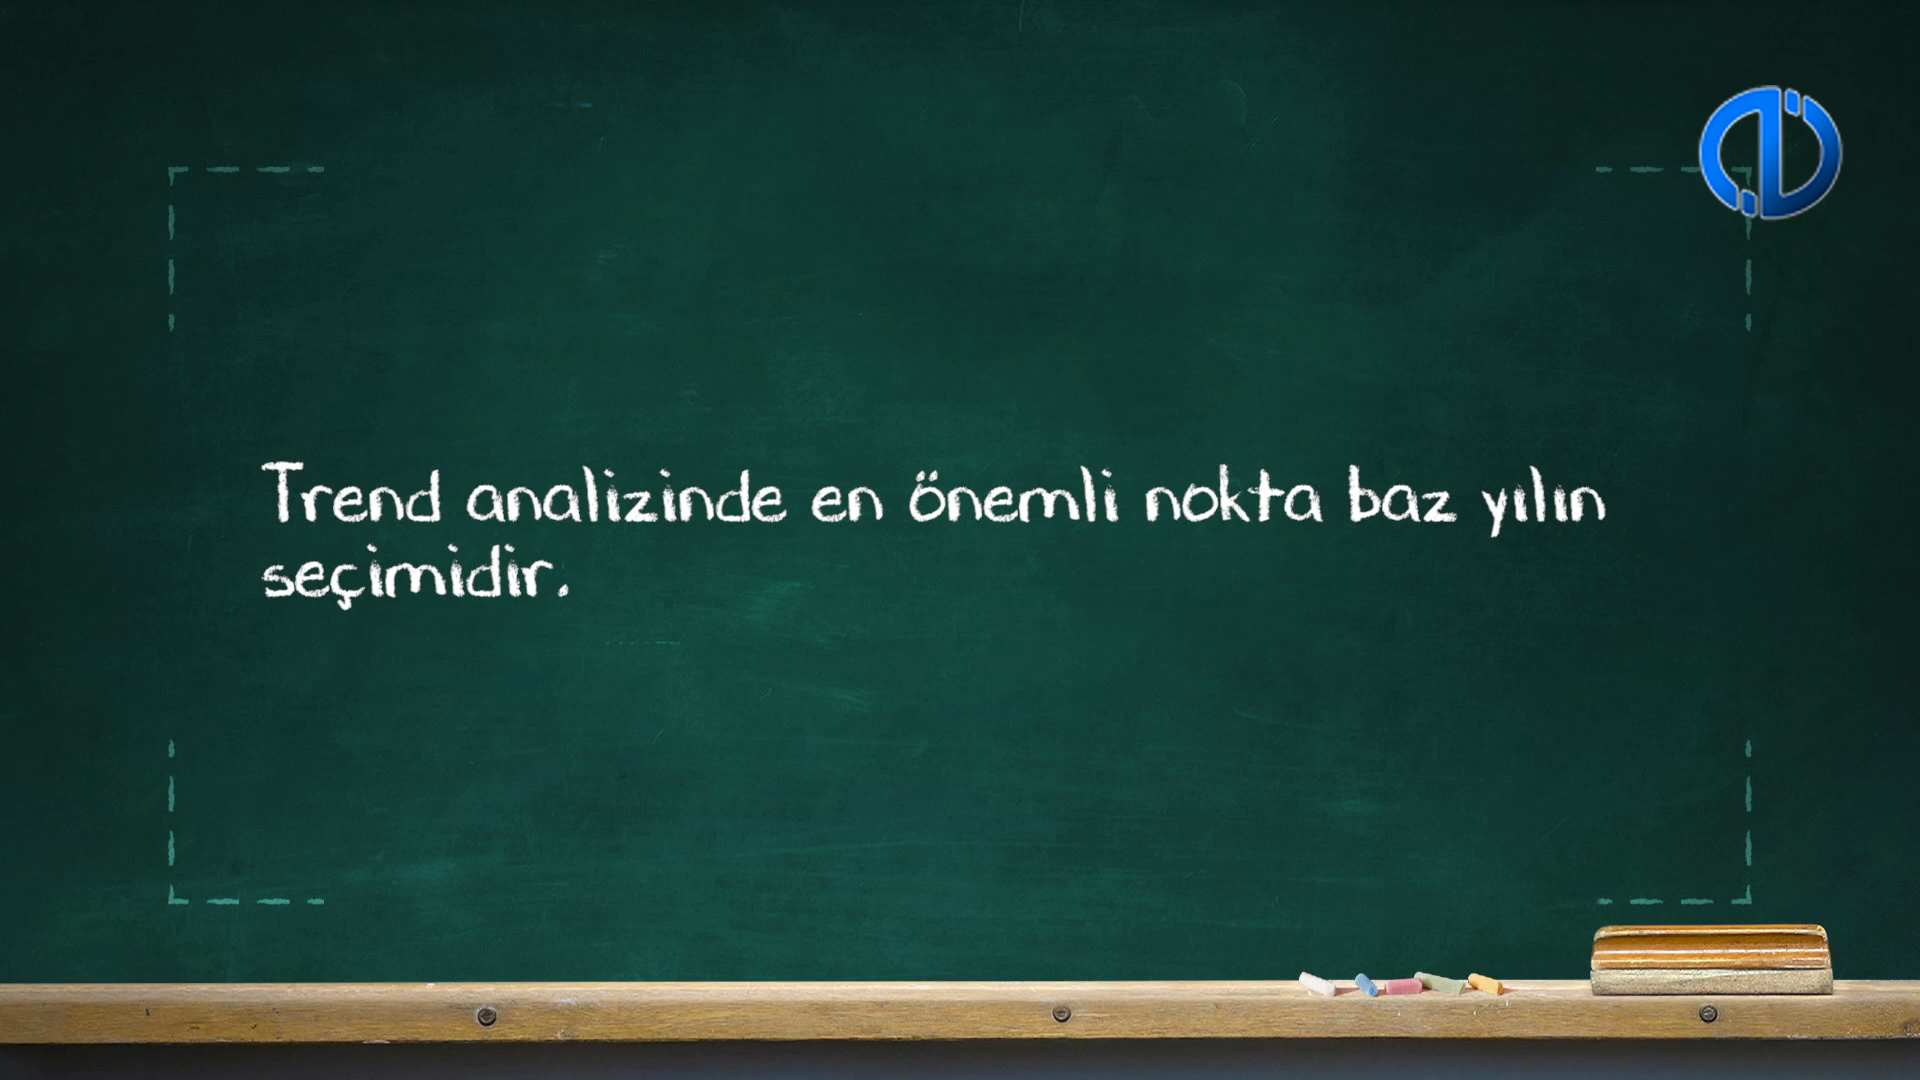 Trend analizinde en önemli nokta baz yılın
seçimidir.